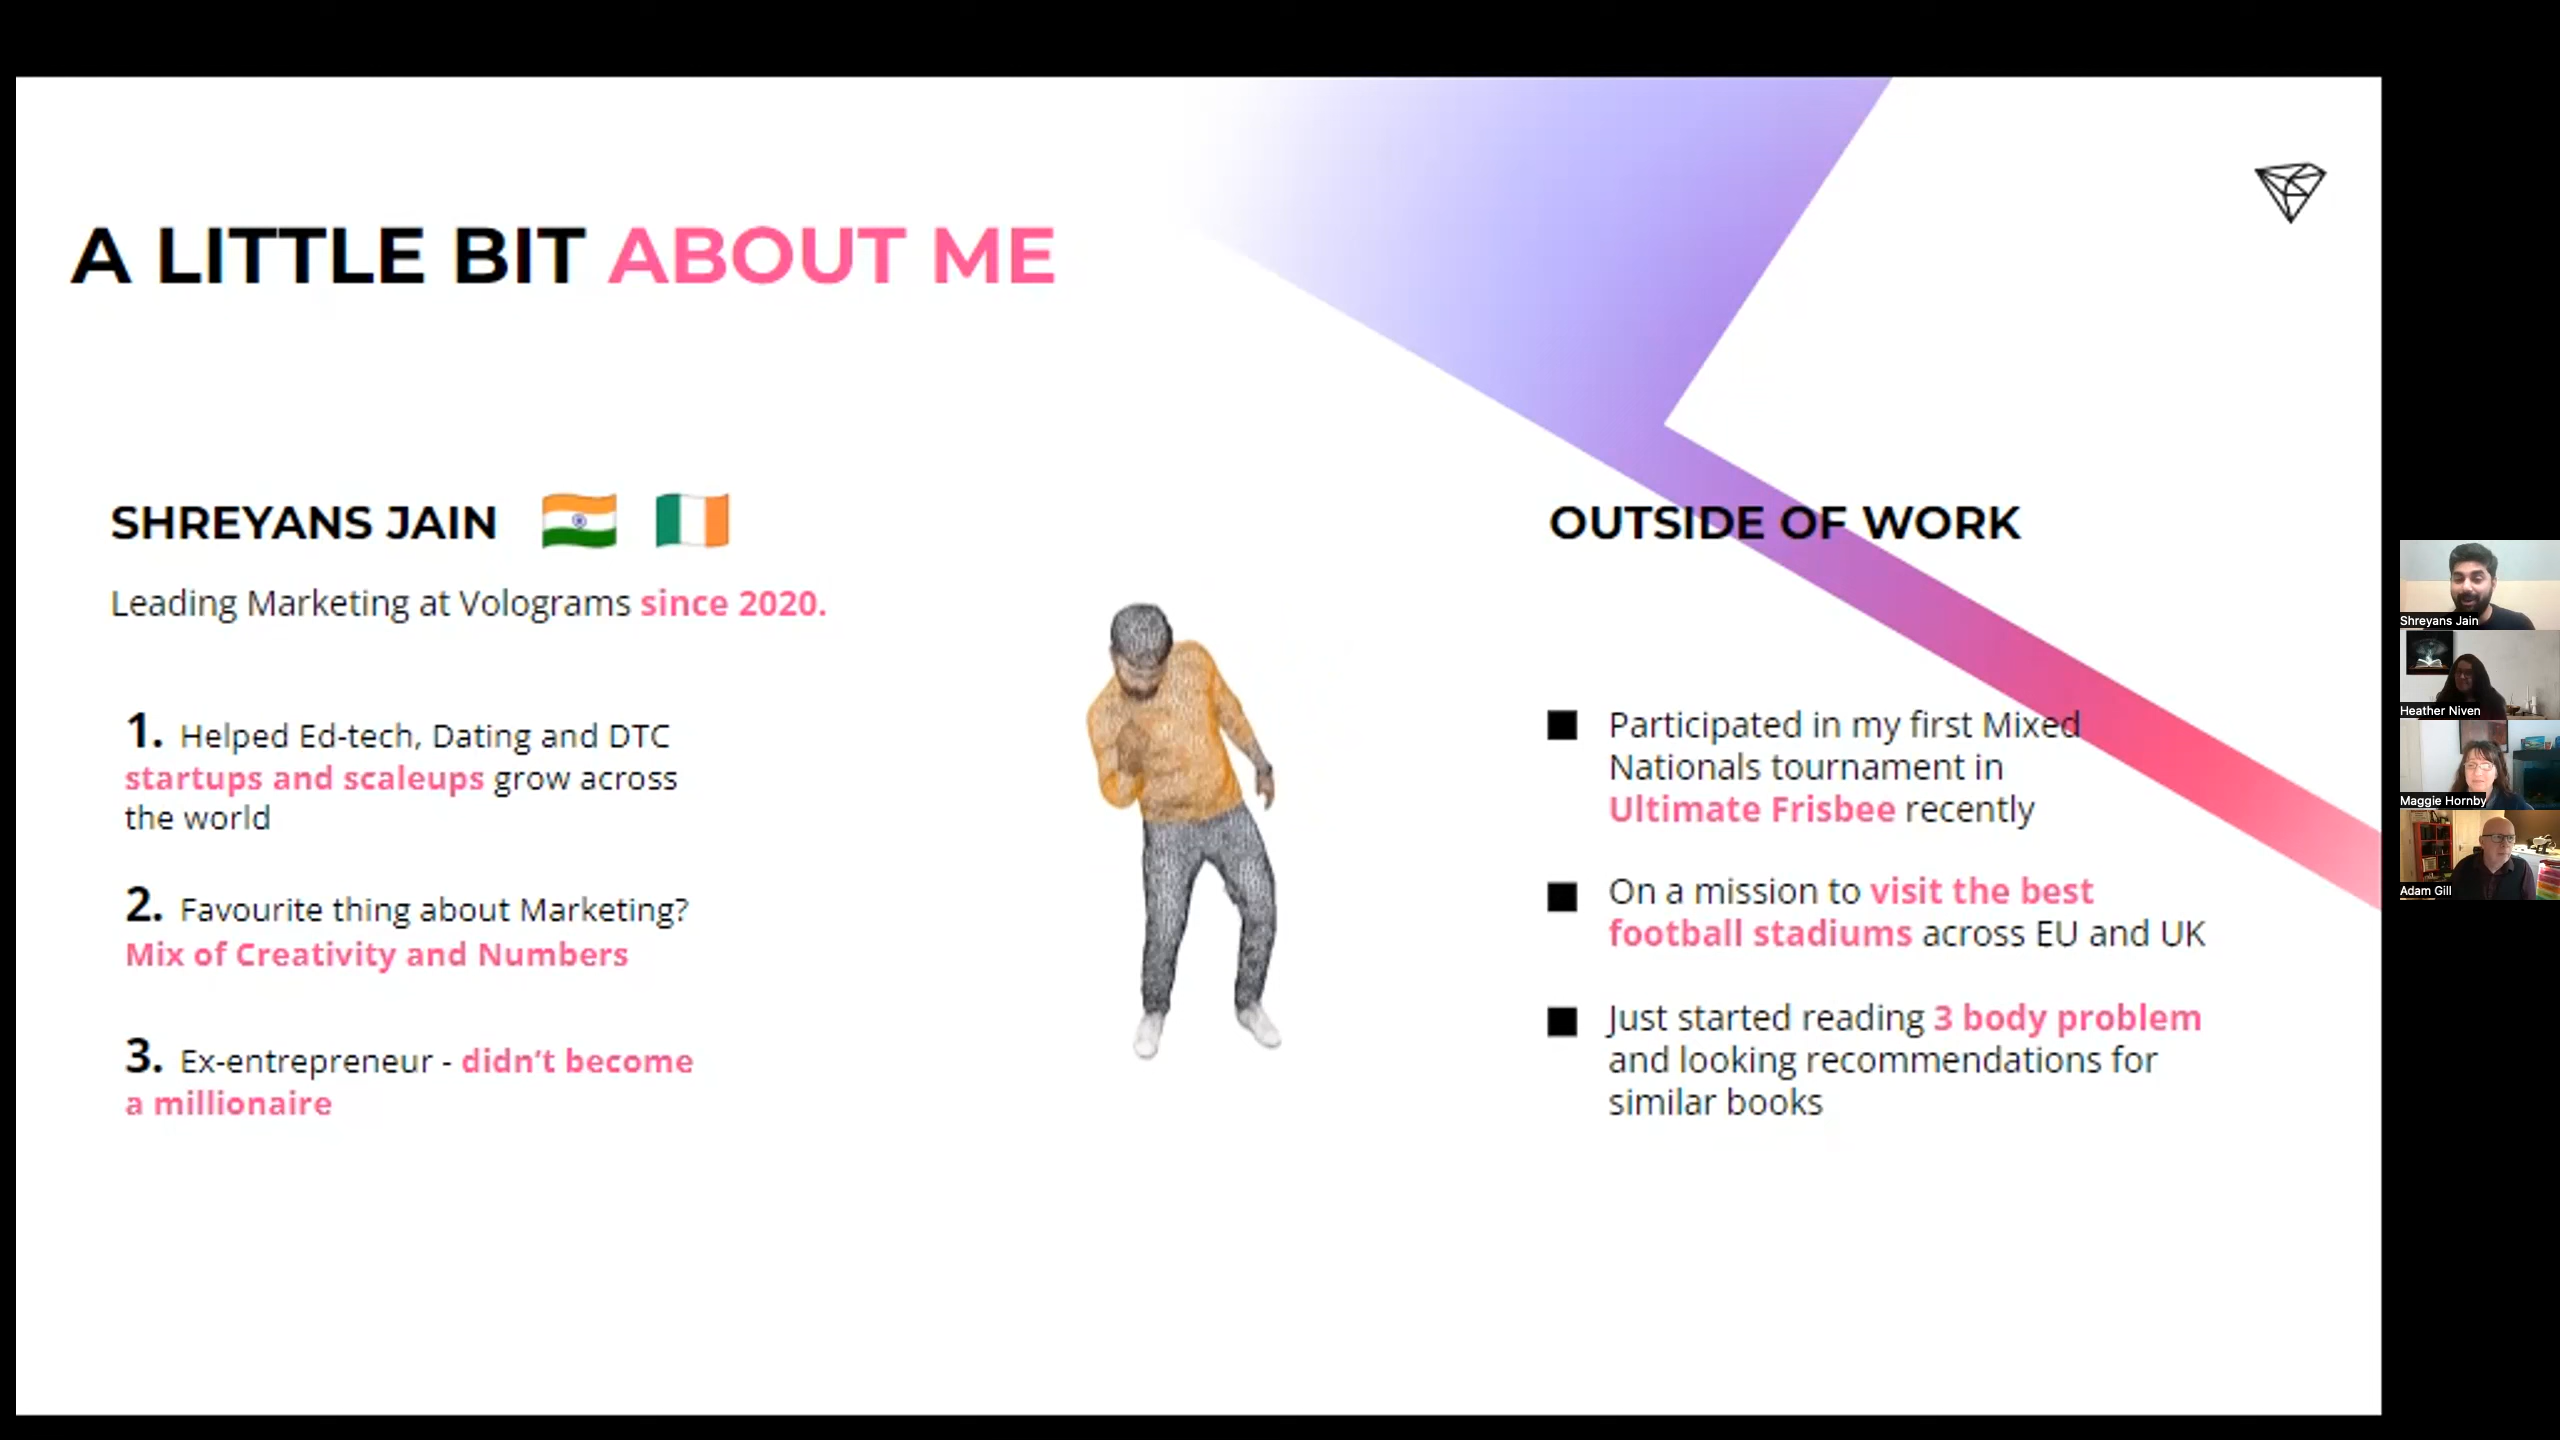 A LITTLE BIT ABOUT ME
SHREYANS JAIN
Leading Marketing at Volograms since 2020.
1. Helped Ed-tech, Dating and DTC
startups and scaleups grow across
the world
2. Favourite thing about Marketing?
Mix of Creativity and Numbers
3. Ex-entrepreneur - didn't become
a millionaire
OUTSIDE OF WORK
Participated in my first Mixed
Nationals tournament in
Ultimate Frisbee recently
On a mission to visit the best
football stadiums across EU and UK
Just started reading 3 body problem
and looking recommendations for
similar books
Shreyans Jain
Heather Niven
Maggie Hornby
Adam Gill